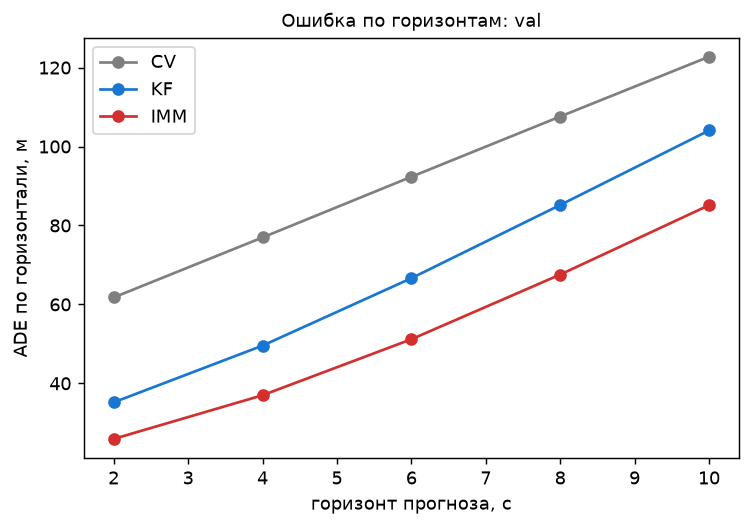 Ошибка по горизонтам: val
CV
KF
IMM
ADE по горизонтали, м
120
100
80
60
40
2 3 4 5 6 7 8 9 10
горизонт прогноза, с